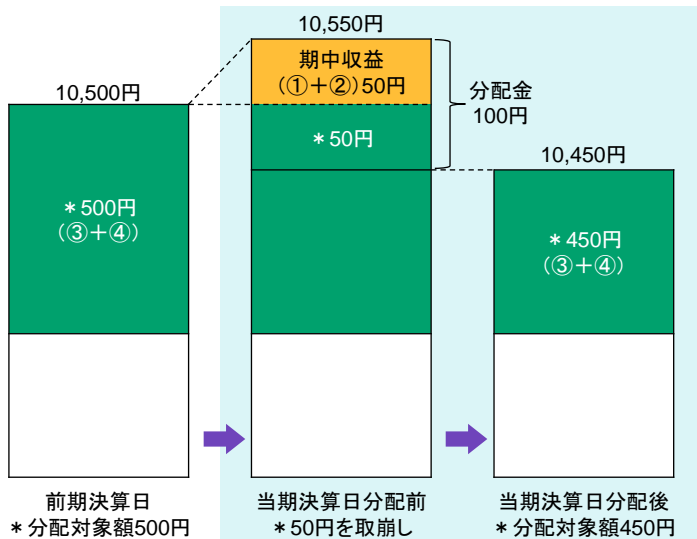 10,550円
期中収益
(①+②)50円
10,500円
分配金
100円
*50円
10,450円
*500円
(③+④)
*450円
(③+④)
前期決算日
*分配対象額500円
当期決算日分配前
*50円を取崩し
当期決算日分配後
*分配対象額450円